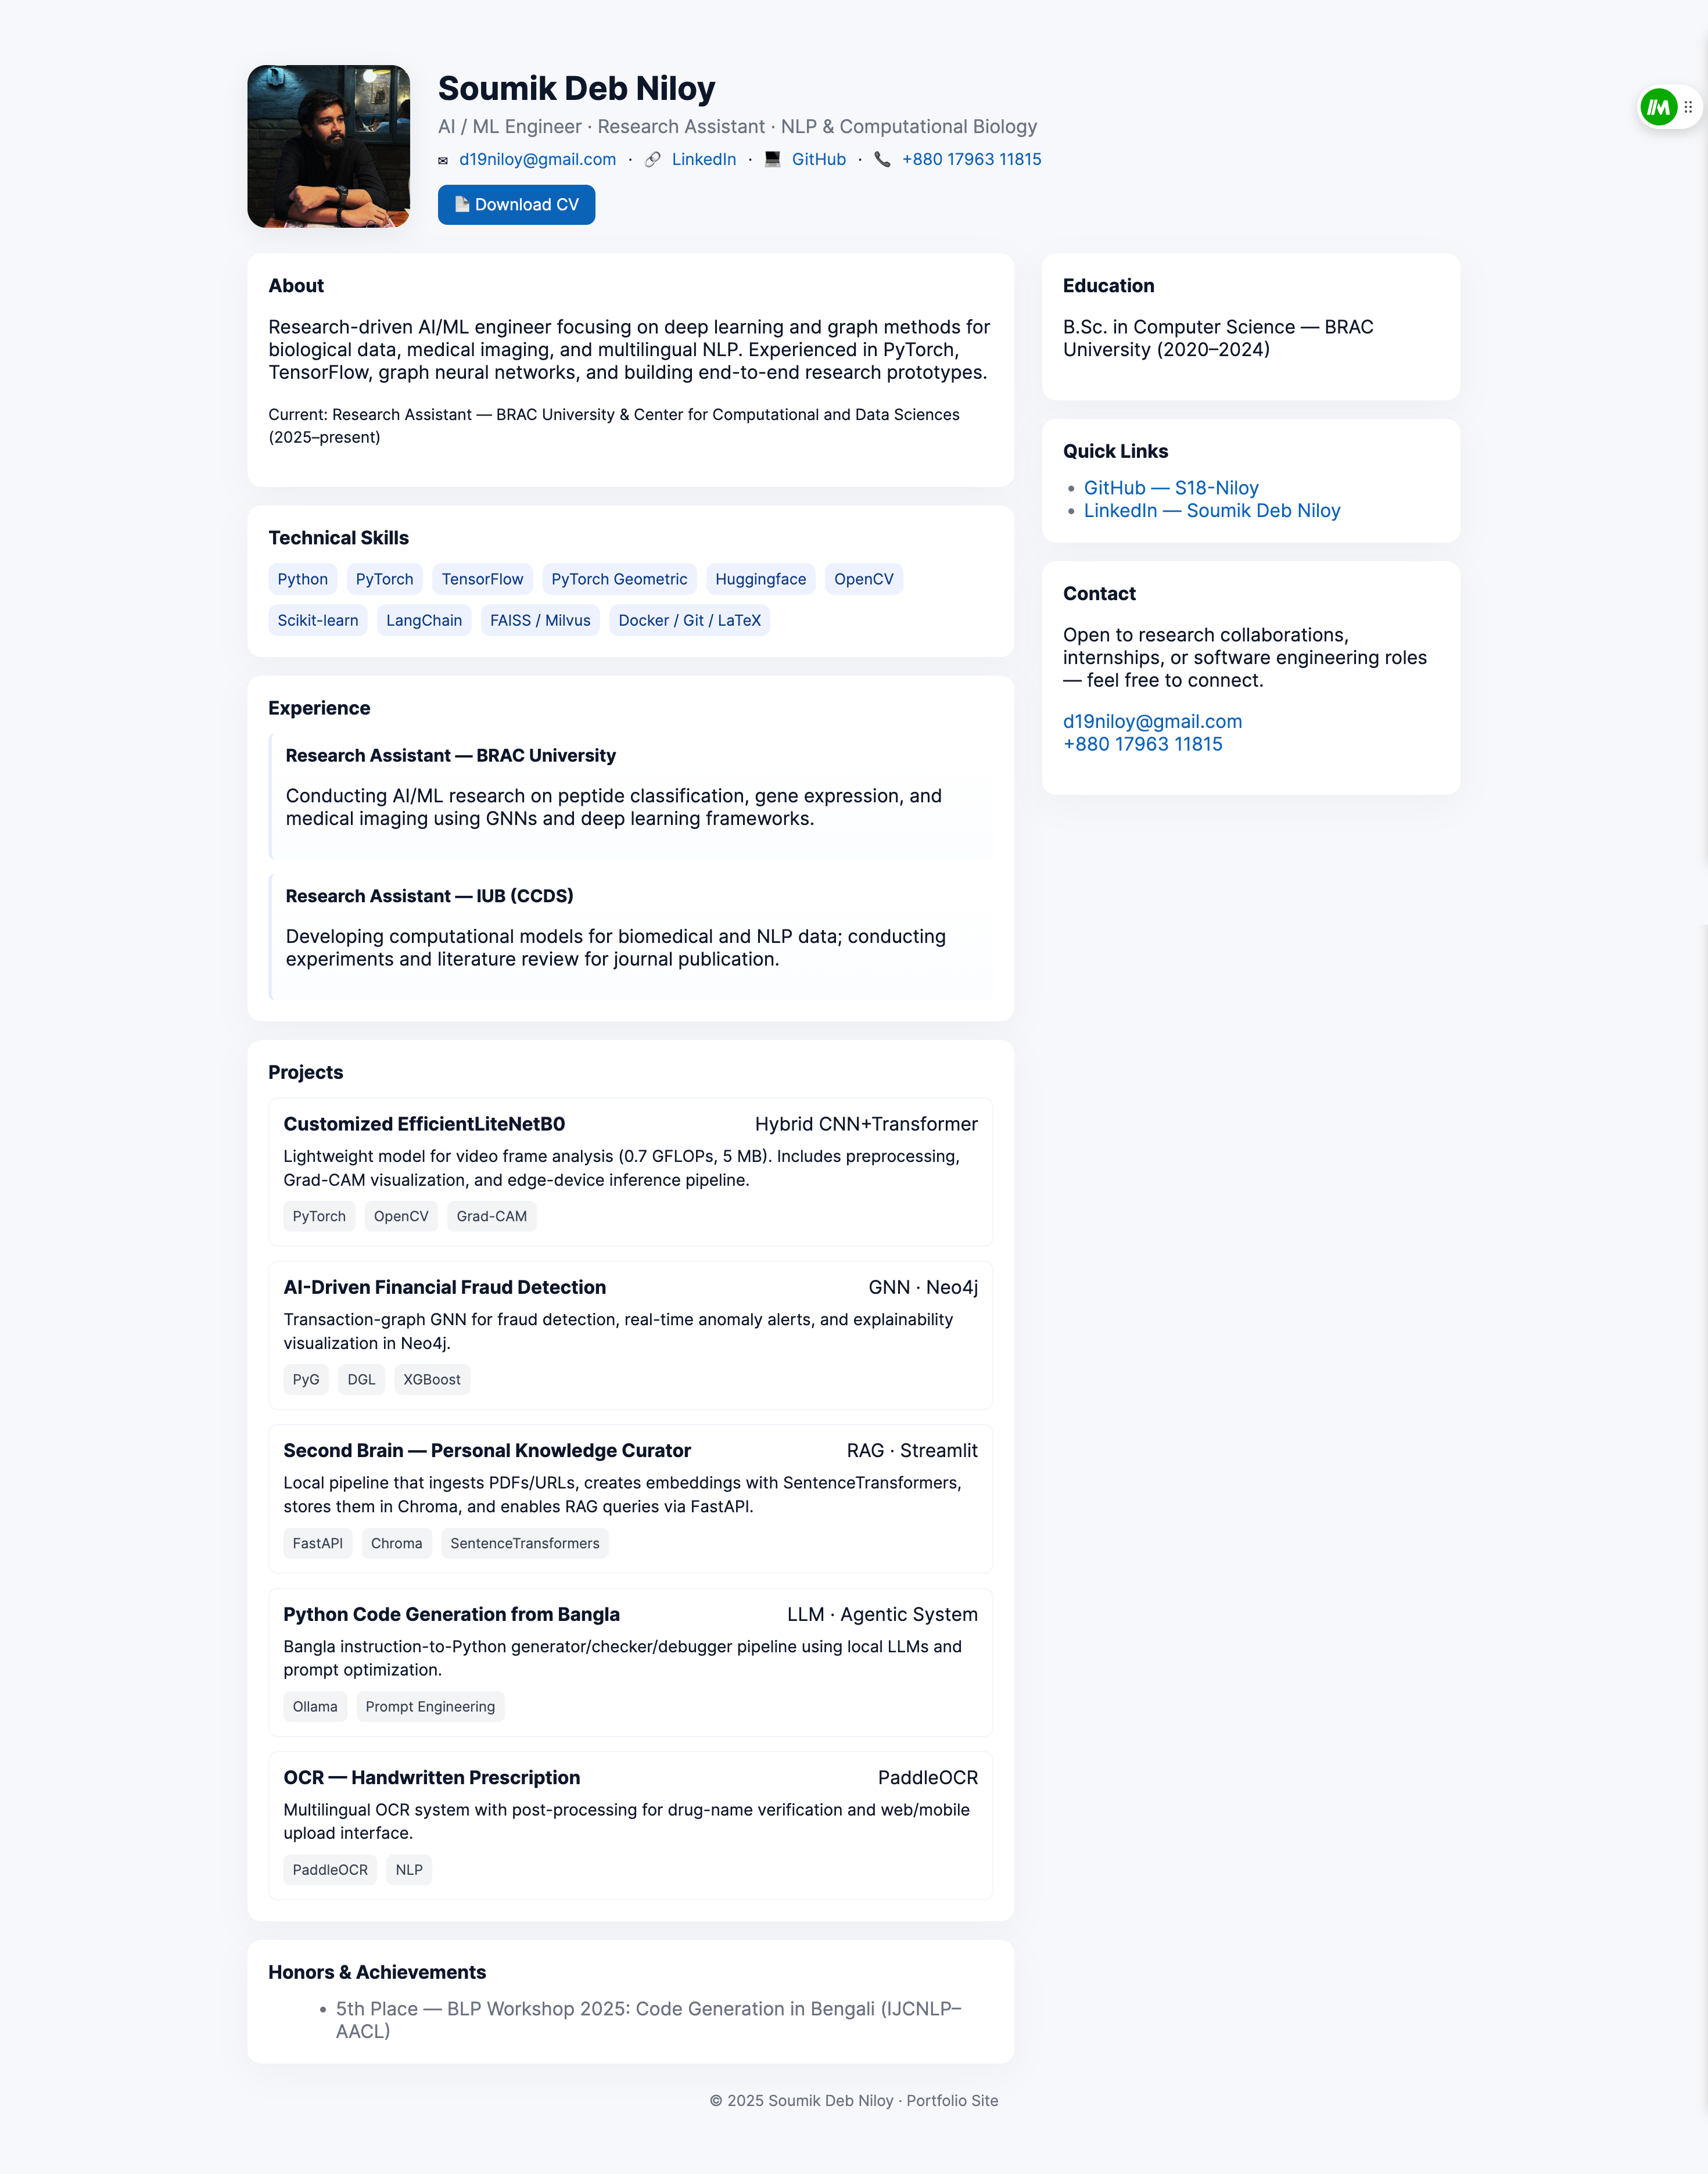 Soumik Deb Niloy
AI / ML Engineer · Research Assistant · NLP & Computational Biology
✉ d19niloy@gmail.com · 🔗 LinkedIn · 💻 GitHub · 📞 +880 17963 11815
📄 Download CV
About
Research-driven AI/ML engineer focusing on deep learning and graph methods for
biological data, medical imaging, and multilingual NLP. Experienced in PyTorch,
TensorFlow, graph neural networks, and building end-to-end research prototypes.
Current: Research Assistant — BRAC University & Center for Computational and Data Sciences
(2025–present)
Technical Skills
Python PyTorch TensorFlow PyTorch Geometric Huggingface OpenCV
Scikit-learn LangChain FAISS / Milvus Docker / Git / LaTeX
Experience
Research Assistant — BRAC University
Conducting AI/ML research on peptide classification, gene expression, and
medical imaging using GNNs and deep learning frameworks.
Research Assistant — IUB (CCDS)
Developing computational models for biomedical and NLP data; conducting
experiments and literature review for journal publication.
Projects
Customized EfficientLiteNetB0 Hybrid CNN+Transformer
Lightweight model for video frame analysis (0.7 GFLOPs, 5 MB). Includes preprocessing,
Grad-CAM visualization, and edge-device inference pipeline.
PyTorch OpenCV Grad-CAM
AI-Driven Financial Fraud Detection GNN · Neo4j
Transaction-graph GNN for fraud detection, real-time anomaly alerts, and explainability
visualization in Neo4j.
PyG DGL XGBoost
Second Brain — Personal Knowledge Curator RAG · Streamlit
Local pipeline that ingests PDFs/URLs, creates embeddings with SentenceTransformers,
stores them in Chroma, and enables RAG queries via FastAPI.
FastAPI Chroma SentenceTransformers
Python Code Generation from Bangla LLM · Agentic System
Bangla instruction-to-Python generator/checker/debugger pipeline using local LLMs and
prompt optimization.
Ollama Prompt Engineering
OCR — Handwritten Prescription PaddleOCR
Multilingual OCR system with post-processing for drug-name verification and web/mobile
upload interface.
PaddleOCR NLP
Honors & Achievements
• 5th Place — BLP Workshop 2025: Code Generation in Bengali (IJCNLP–
AACL)
Education
B.Sc. in Computer Science — BRAC
University (2020–2024)
Quick Links
• GitHub — S18-Niloy
• LinkedIn — Soumik Deb Niloy
Contact
Open to research collaborations,
internships, or software engineering roles
— feel free to connect.
d19niloy@gmail.com
+880 17963 11815
© 2025 Soumik Deb Niloy · Portfolio Site